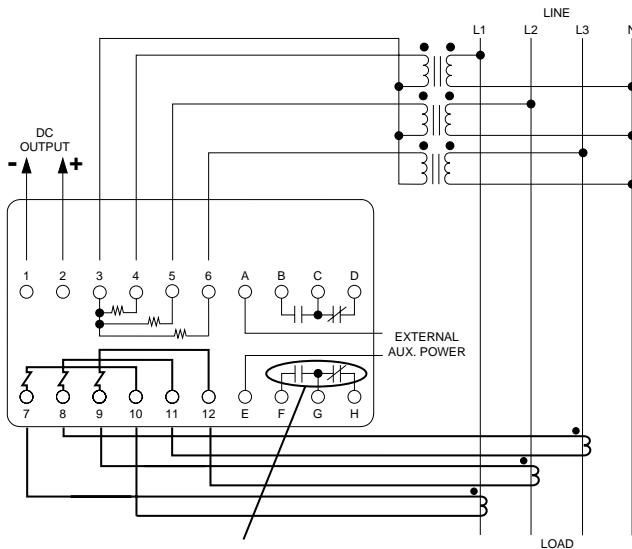 LINE
L1 L2 L3 N
DC
OUTPUT
- +
1 2 3 4 5 6 A B C D
EXTERNAL
AUX. POWER
7 8 9 10 11 12 E F G H
LOAD